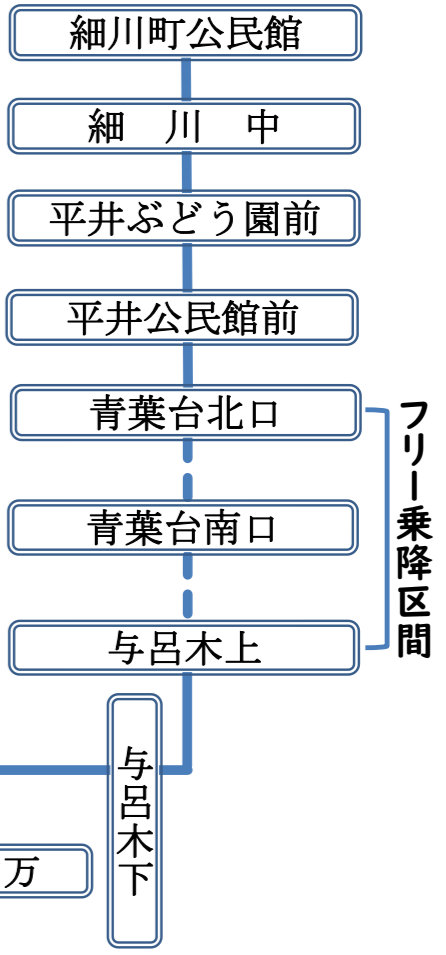 細川町公民館
細　川　中
平井ぶどう園前
平井公民館前
青葉台北口
青葉台南口
与呂木上
フリー乗降区間
与呂木下
万